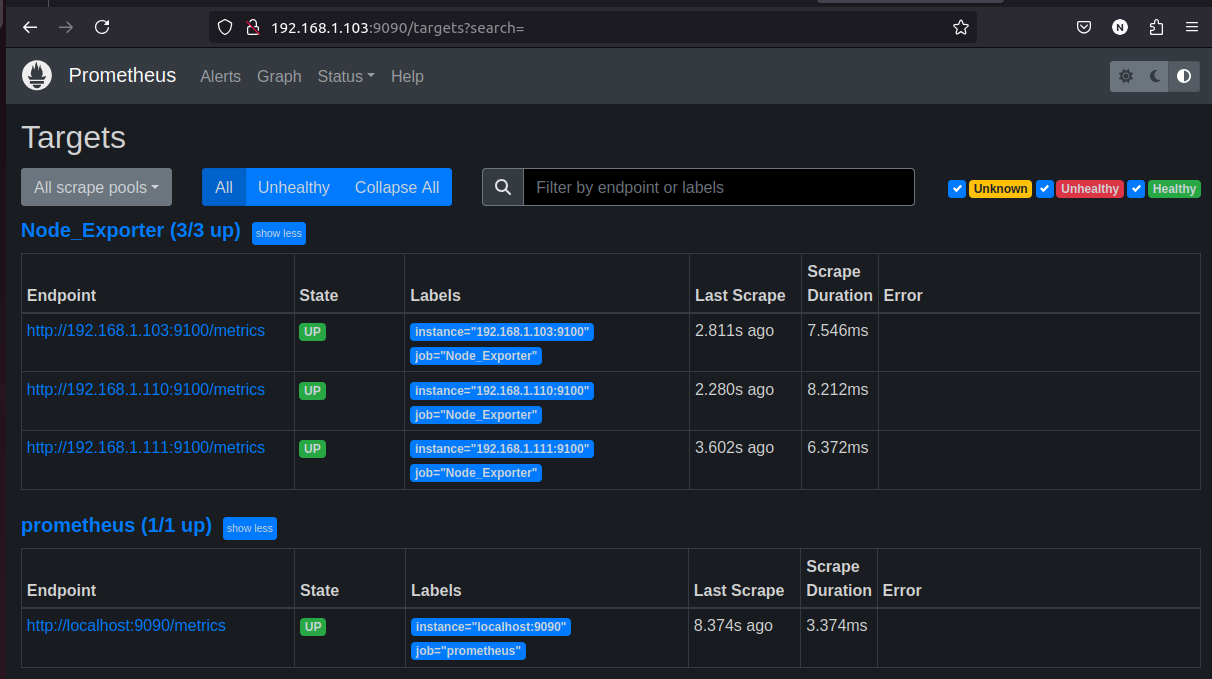 192.168.1.103:9090/targets?search=
N
Prometheus Alerts Graph Status Help
Targets
All scrape pools All Unhealthy Collapse All Filter by endpoint or labels Unknown Unhealthy Healthy
Node_Exporter (3/3 up) show less
Endpoint State Labels Last Scrape Scrape Duration Error
http://192.168.1.103:9100/metrics UP instance="192.168.1.103:9100" 2.811s ago 7.546ms
job="Node_Exporter"
http://192.168.1.110:9100/metrics UP instance="192.168.1.110:9100" 2.280s ago 8.212ms
job="Node_Exporter"
http://192.168.1.111:9100/metrics UP instance="192.168.1.111:9100" 3.602s ago 6.372ms
job="Node_Exporter"
prometheus (1/1 up) show less
Endpoint State Labels Last Scrape Scrape Duration Error
http://localhost:9090/metrics UP instance="localhost:9090" 8.374s ago 3.374ms
job="prometheus"